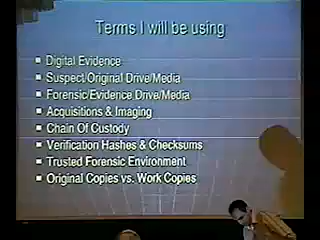 Terms I will be using
Digital Evidence
Suspect/Original Drive/Media
Forensic/Evidence Drive/Media
Acquisitions & Imaging
Chain Of Custody
Verification Hashes & Checksums
Trusted Forensic Environment
Original Copies vs. Work Copies